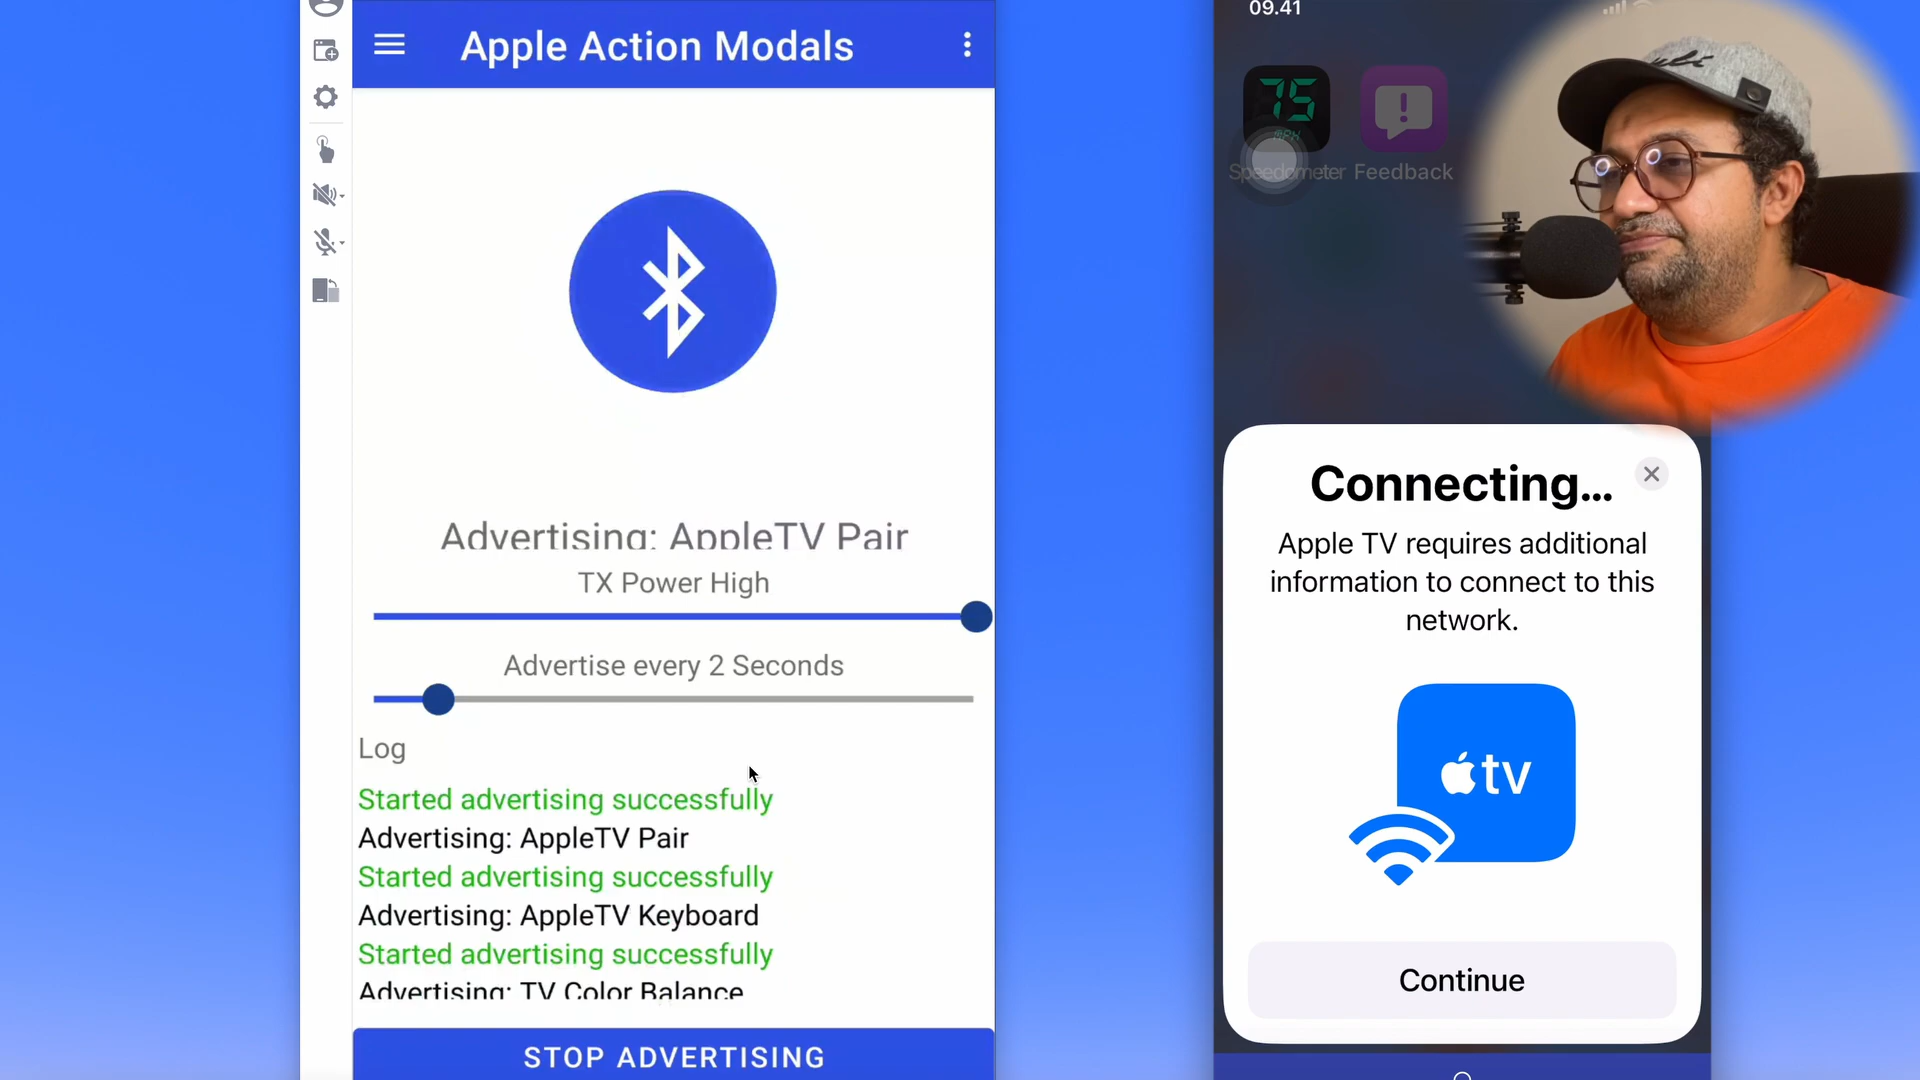 Apple Action Modals
Advertising: AppleTV Pair
TX Power High
Advertise every 2 Seconds
Log
Started advertising successfully
Advertising: AppleTV Pair
Started advertising successfully
Advertising: AppleTV Keyboard
Started advertising successfully
Advertising: TV Color Balance
STOP ADVERTISING
09.41
75
MPH
Speedometer Feedback
Connecting...
Apple TV requires additional
information to connect to this
network.
tv
Continue